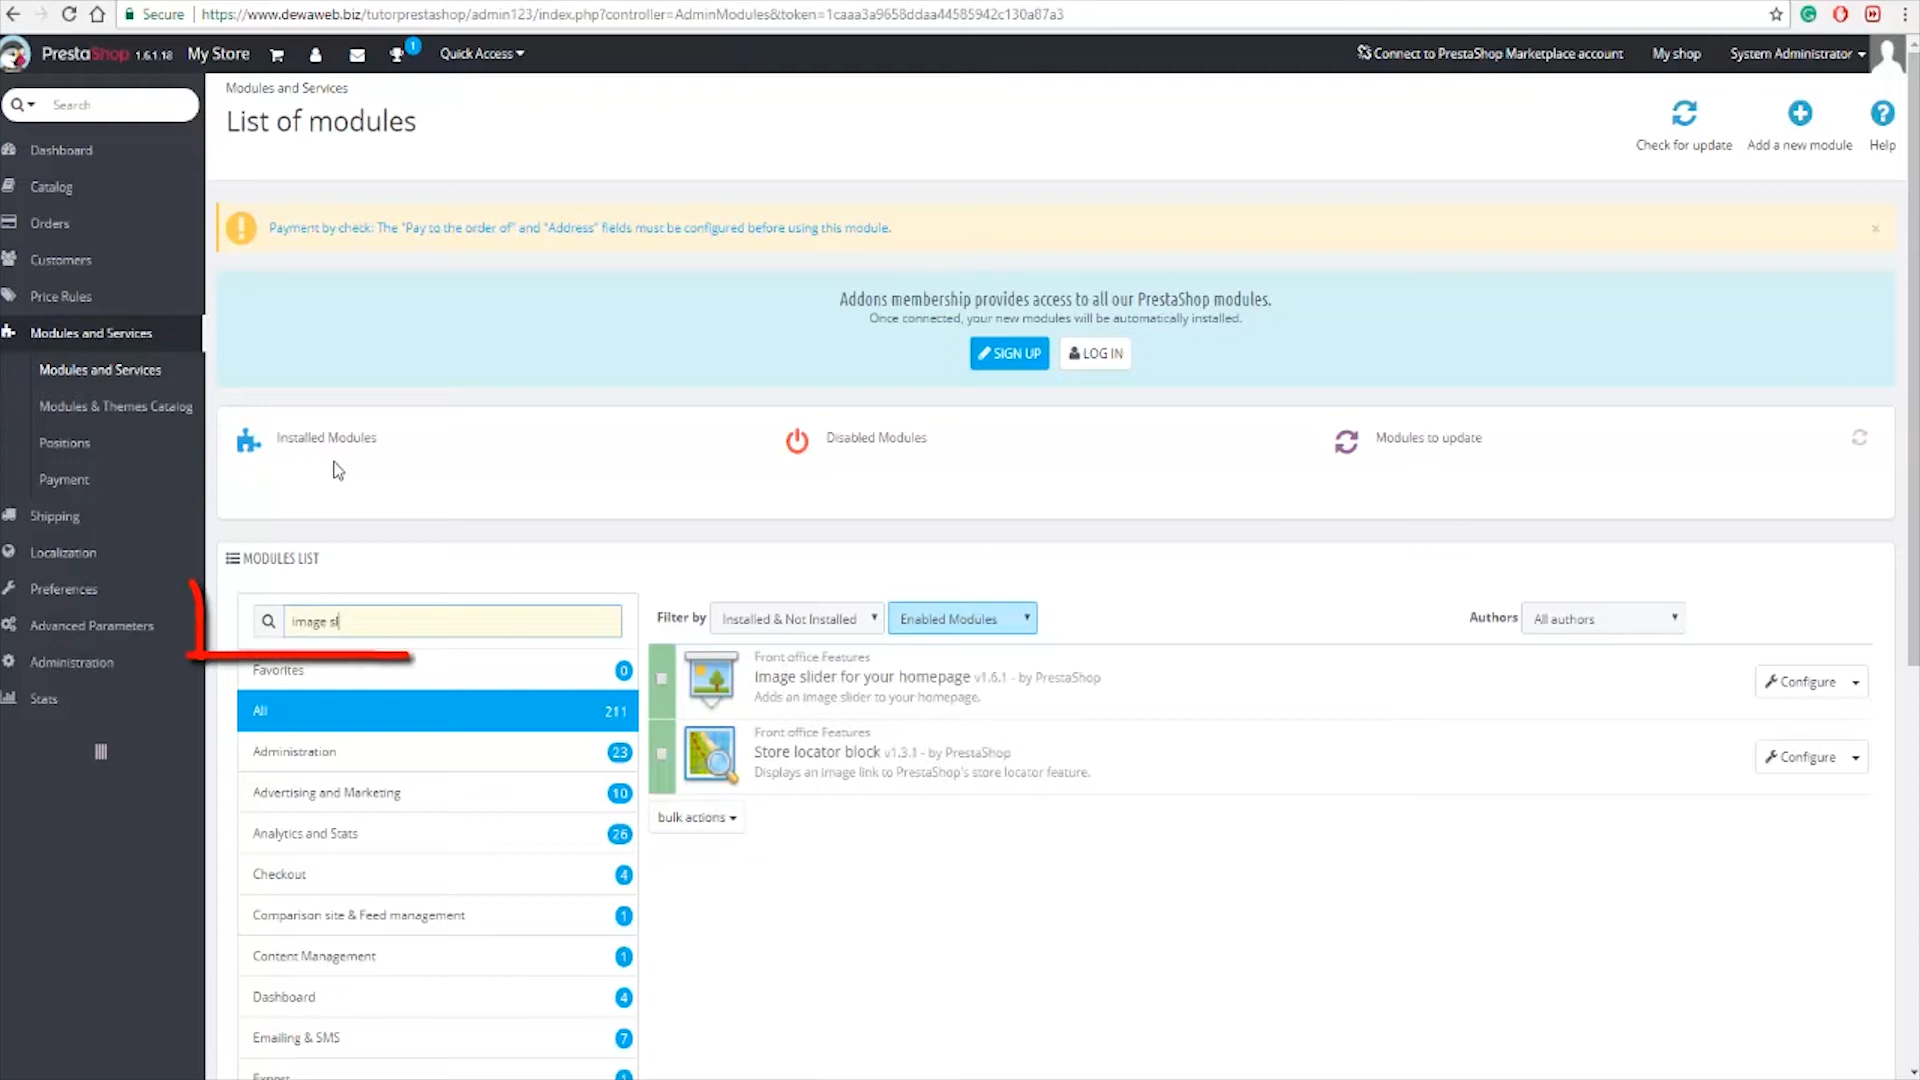 Secure https://www.dewaweb.biz/tutorprestashop/admin123/index.php?controller=AdminModules&token=1caaa3a9658ddaa44585942c130a87a3
PrestaShop 1.6.1.18 My Store 1 Quick Access Connect to PrestaShop Marketplace account My shop System Administrator
Search
Dashboard
Catalog
Orders
Customers
Price Rules
Modules and Services
Modules and Services
Modules & Themes Catalog
Positions
Payment
Shipping
Localization
Preferences
Advanced Parameters
Administration
Stats
Modules and Services
List of modules
Check for update Add a new module Help
Payment by check: The "Pay to the order of" and "Address" fields must be configured before using this module. ×
Addons membership provides access to all our PrestaShop modules.
Once connected, your new modules will be automatically installed.
SIGN UP LOG IN
Installed Modules Disabled Modules Modules to update
MODULES LIST
image sl
Favorites 0
All 211
Administration 23
Advertising and Marketing 10
Analytics and Stats 26
Checkout 4
Comparison site & Feed management 1
Content Management 1
Dashboard 4
Emailing & SMS 7
Export 1
Filter by Installed & Not Installed Enabled Modules Authors All authors
Front office Features
Image slider for your homepage v1.6.1 - by PrestaShop
Adds an image slider to your homepage.
Configure
Front office Features
Store locator block v1.3.1 - by PrestaShop
Displays an image link to PrestaShop's store locator feature.
Configure
bulk actions